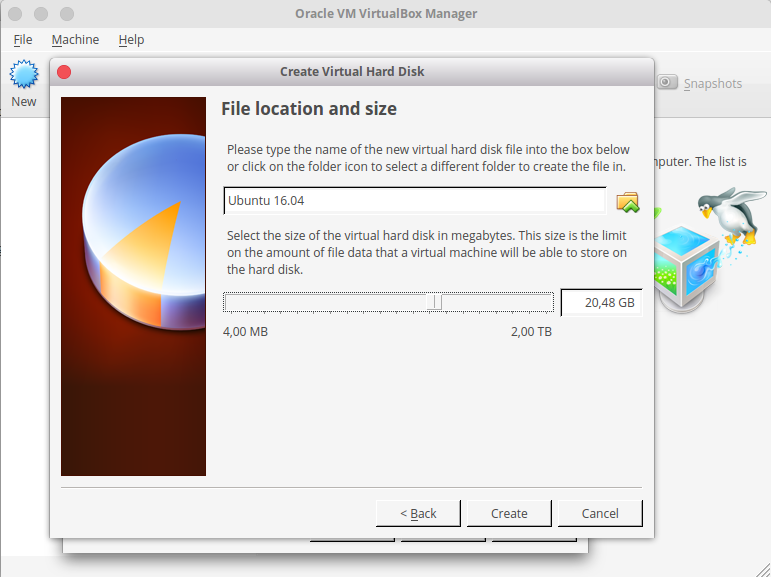 Oracle VM VirtualBox Manager
File Machine Help
New
Snapshots
Create Virtual Hard Disk
File location and size
Please type the name of the new virtual hard disk file into the box below
or click on the folder icon to select a different folder to create the file in.
The list is
Ubuntu 16.04
Select the size of the virtual hard disk in megabytes. This size is the limit
on the amount of file data that a virtual machine will be able to store on
the hard disk.
20,48 GB
4,00 MB 2,00 TB
< Back Create Cancel